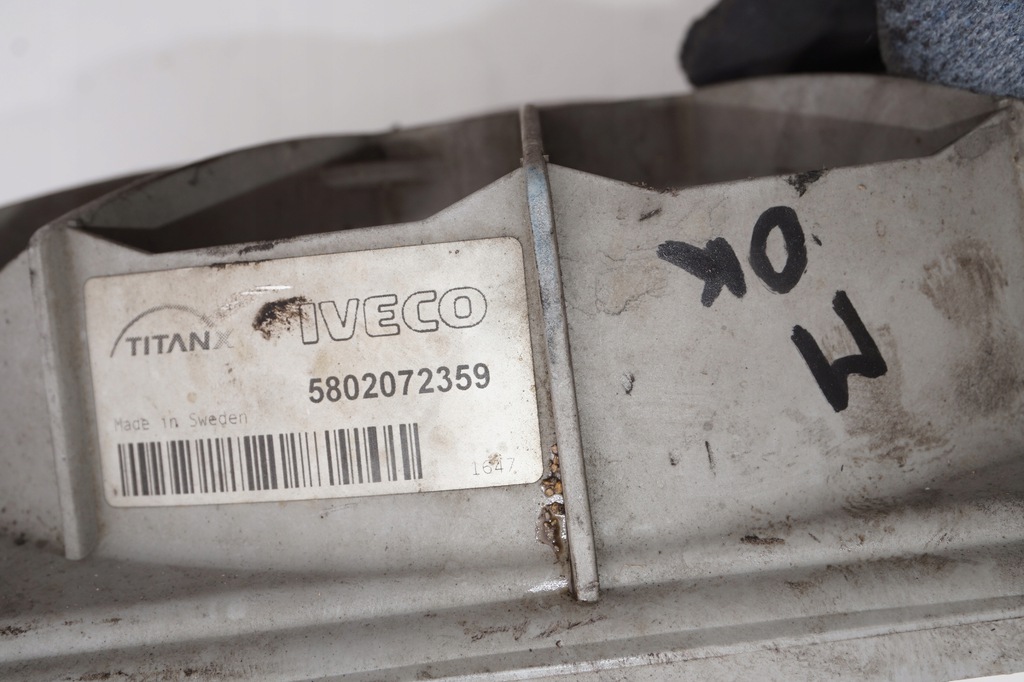 TITANX IVECO
5802072359
Made in Sweden
1647
OK
M